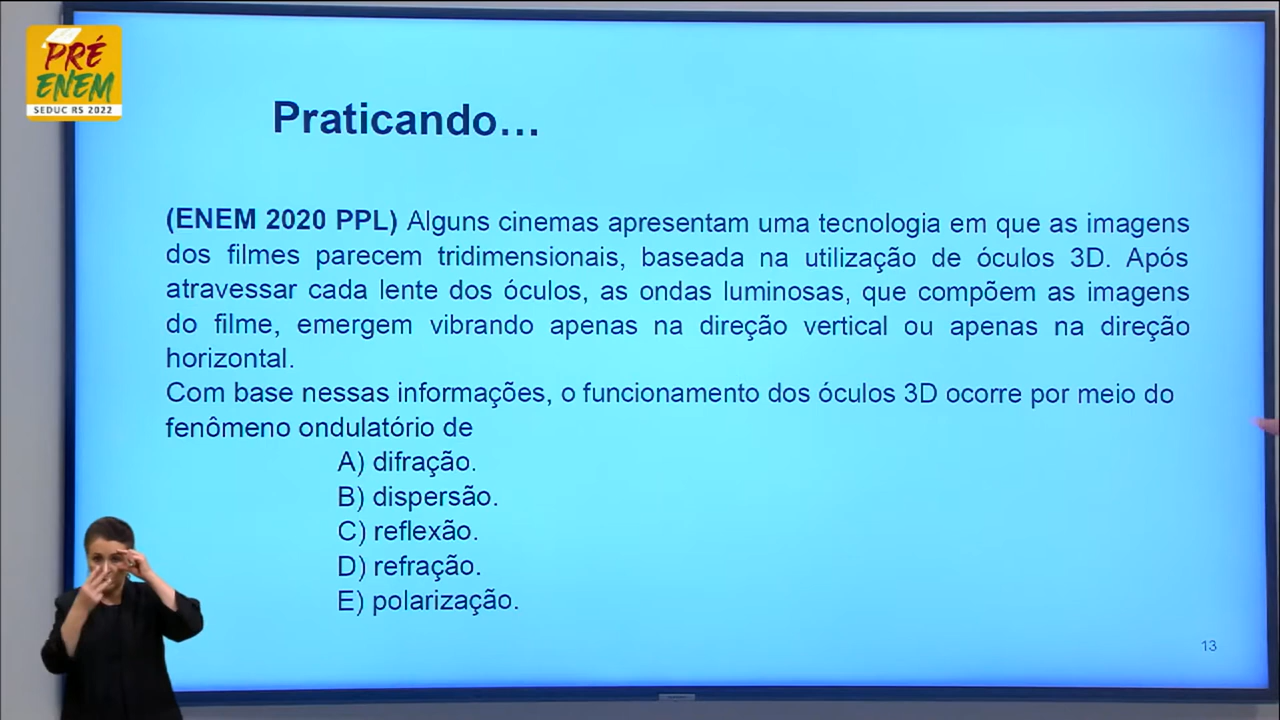 PRÉ
ENEM
SEDUC RS 2022
Praticando...
(ENEM 2020 PPL) Alguns cinemas apresentam uma tecnologia em que as imagens
dos filmes parecem tridimensionais, baseada na utilização de óculos 3D. Após
atravessar cada lente dos óculos, as ondas luminosas, que compõem as imagens
do filme, emergem vibrando apenas na direção vertical ou apenas na direção
horizontal.
Com base nessas informações, o funcionamento dos óculos 3D ocorre por meio do
fenômeno ondulatório de
A) difração.
B) dispersão.
C) reflexão.
D) refração.
E) polarização.
13